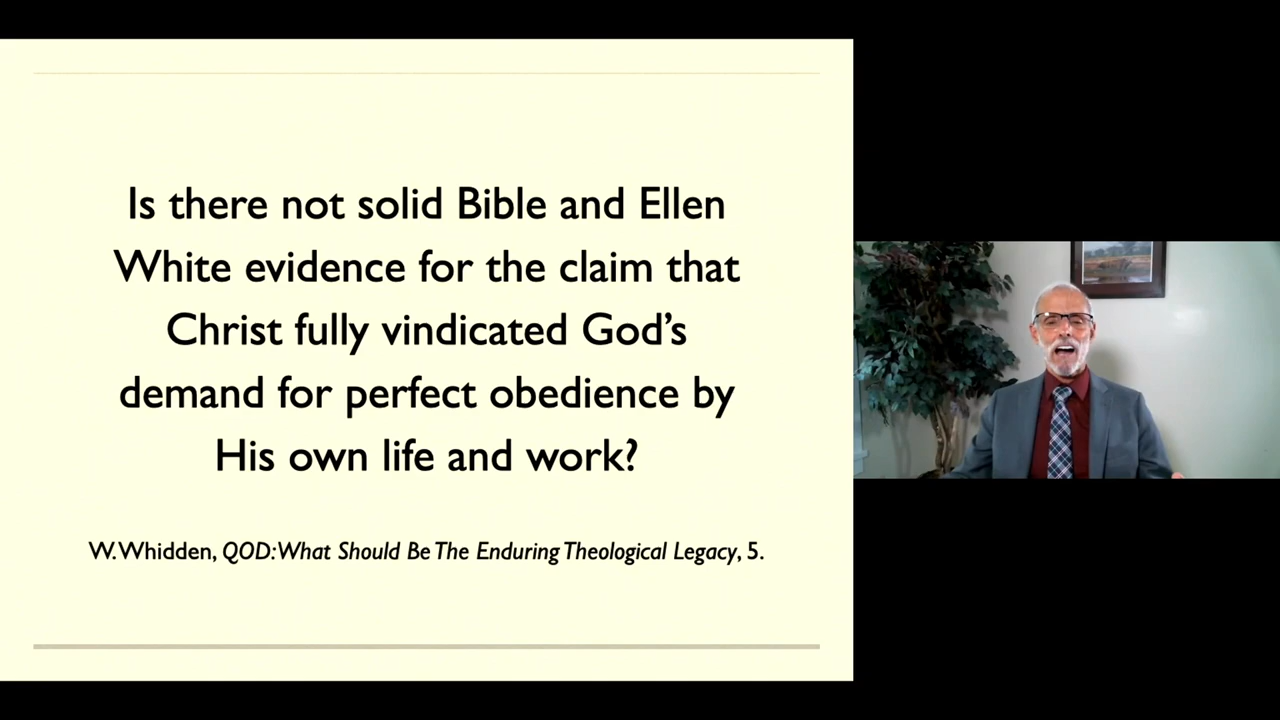 Is there not solid Bible and Ellen
White evidence for the claim that
Christ fully vindicated God’s
demand for perfect obedience by
His own life and work?
W. Whidden, QOD: What Should Be The Enduring Theological Legacy, 5.